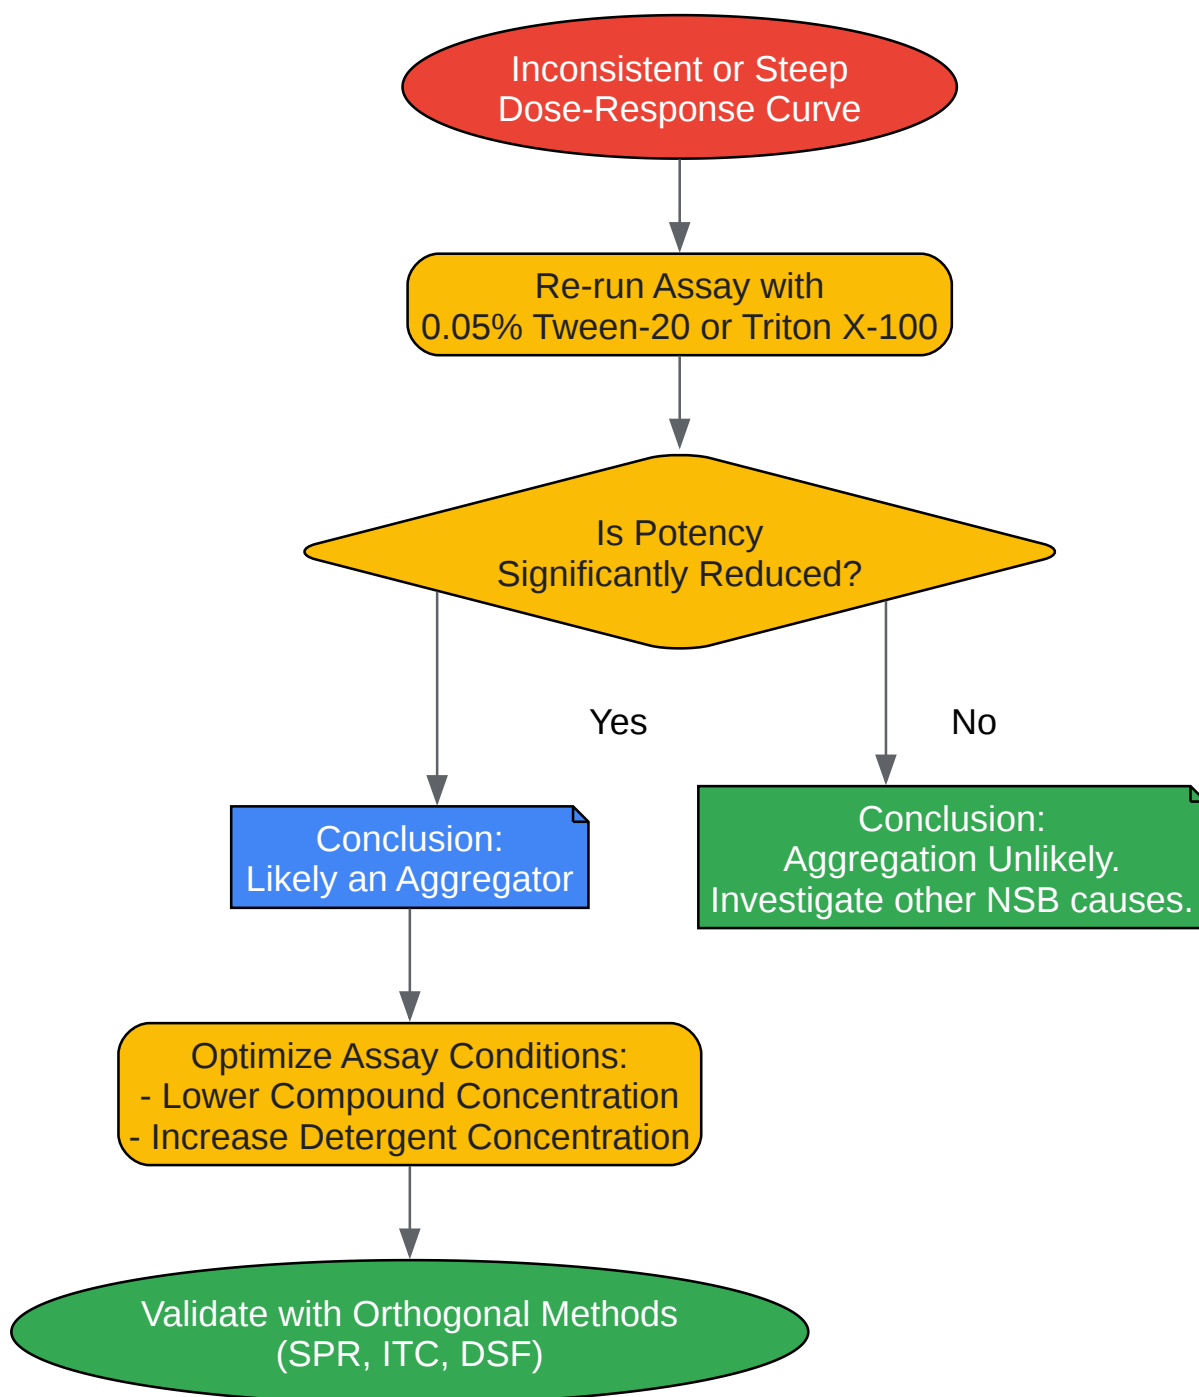 Inconsistent or Steep
Dose-Response Curve
Re-run Assay with
0.05% Tween-20 or Triton X-100
Is Potency
Significantly Reduced?
Yes
No
Conclusion:
Likely an Aggregator
Conclusion:
Aggregation Unlikely.
Investigate other NSB causes.
Optimize Assay Conditions:
- Lower Compound Concentration
- Increase Detergent Concentration
Validate with Orthogonal Methods
(SPR, ITC, DSF)